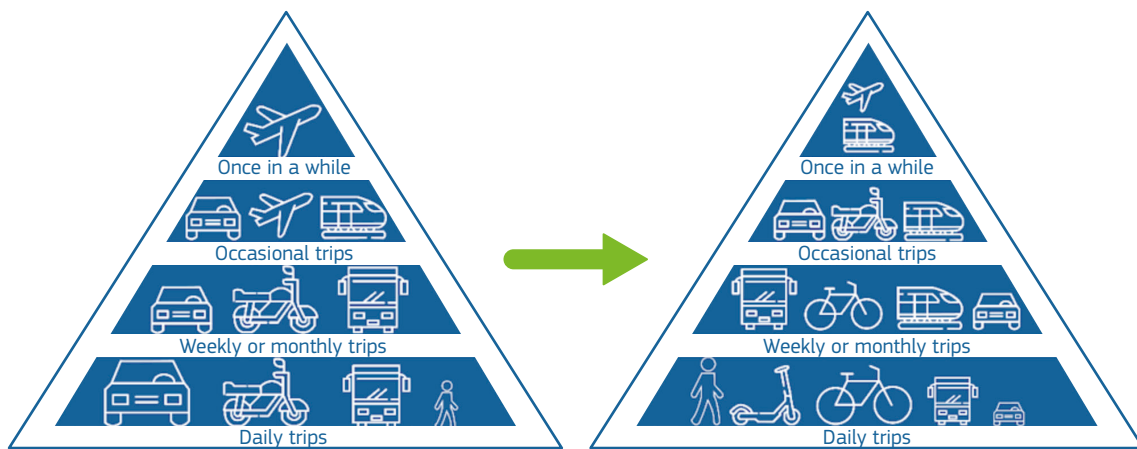 Once in a while
Occasional trips
Weekly or monthly trips
Daily trips
Once in a while
Occasional trips
Weekly or monthly trips
Daily trips